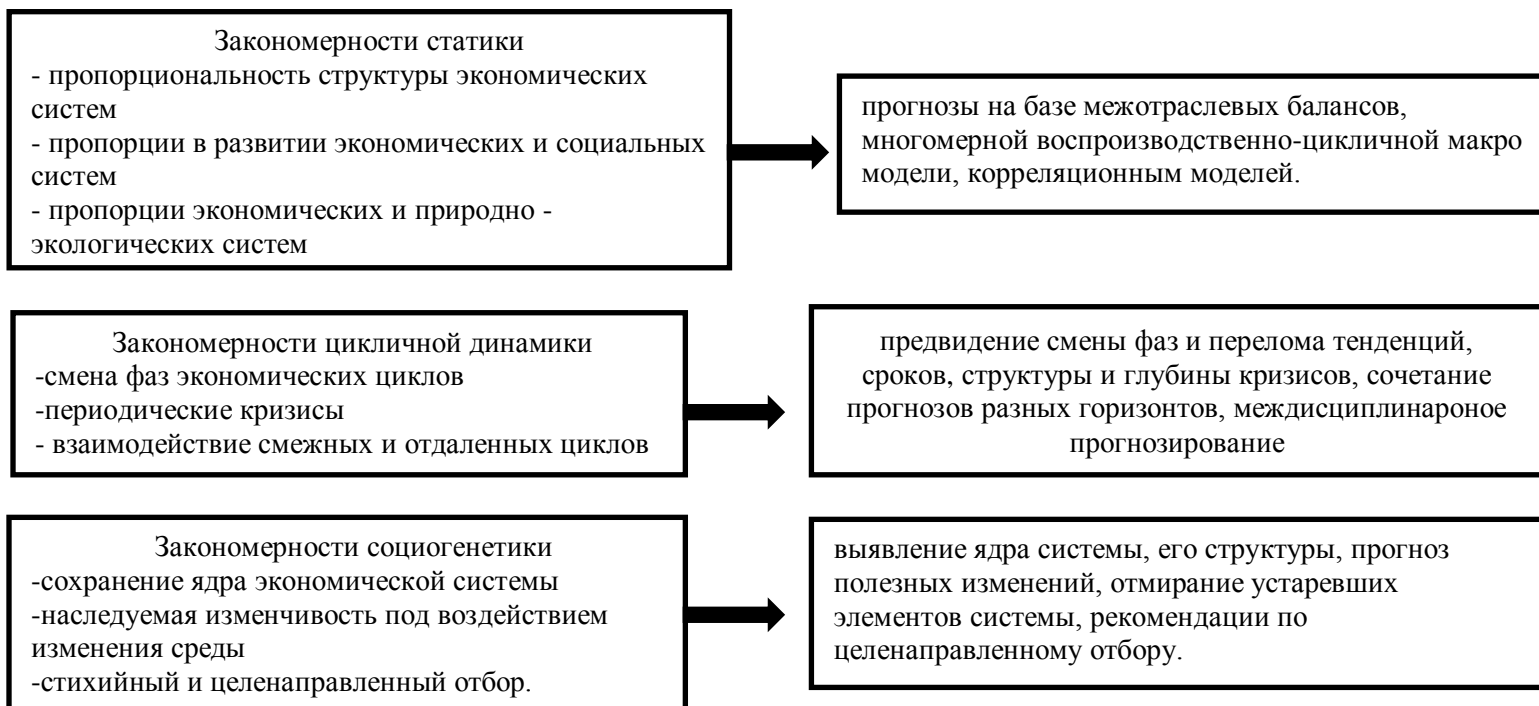 Закономерности статики
- пропорциональность структуры экономических
систем
- пропорции в развитии экономических и социальных
систем
- пропорции экономических и природно -
экологических систем
прогнозы на базе межотраслевых балансов,
многомерной воспроизводственно-цикличной макро
модели, корреляционным моделей.
Закономерности цикличной динамики
-смена фаз экономических циклов
-периодические кризисы
- взаимодействие смежных и отдаленных циклов
предвидение смены фаз и перелома тенденций,
сроков, структуры и глубины кризисов, сочетание
прогнозов разных горизонтов, междисциплинароное
прогнозирование
Закономерности социогенетики
-сохранение ядра экономической системы
-наследуемая изменчивость под воздействием
изменения среды
-стихийный и целенаправленный отбор.
выявление ядра системы, его структуры, прогноз
полезных изменений, отмирание устаревших
элементов системы, рекомендации по
целенаправленному отбору.